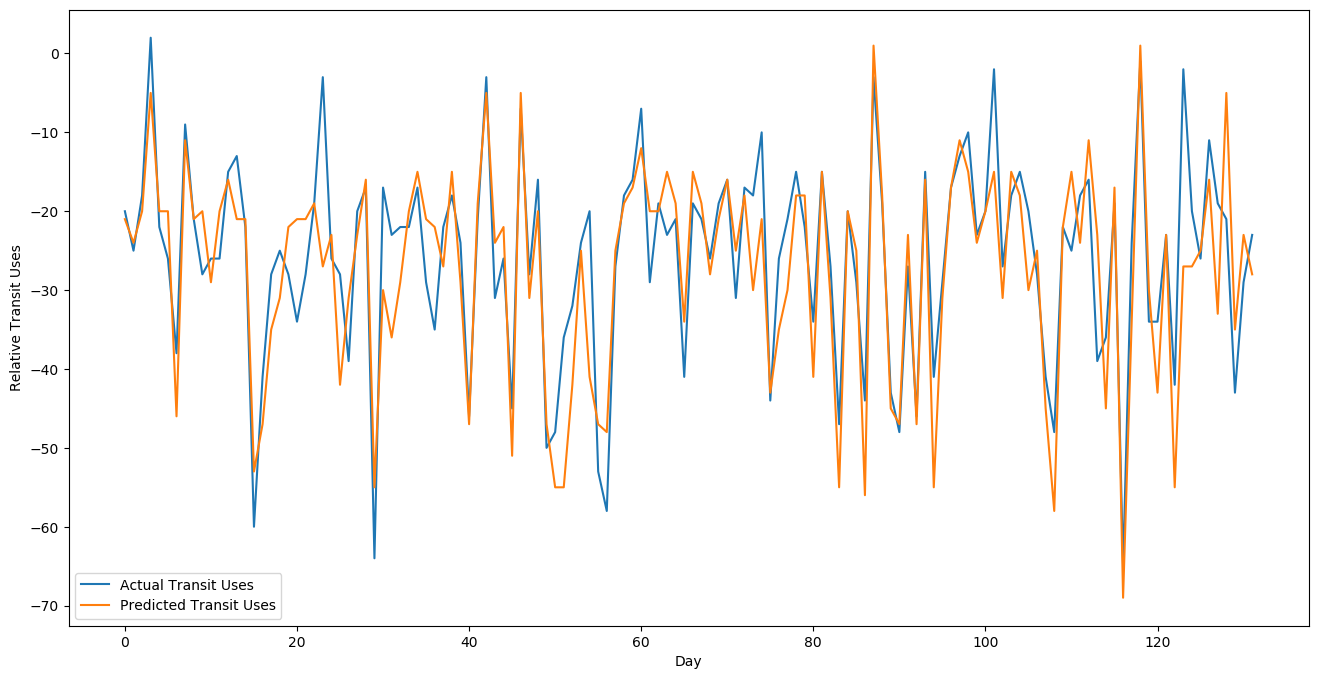 0
−10
−20
−30
−40
−50
−60
−70
Relative Transit Uses
Actual Transit Uses
Predicted Transit Uses
0 20 40 60 80 100 120
Day